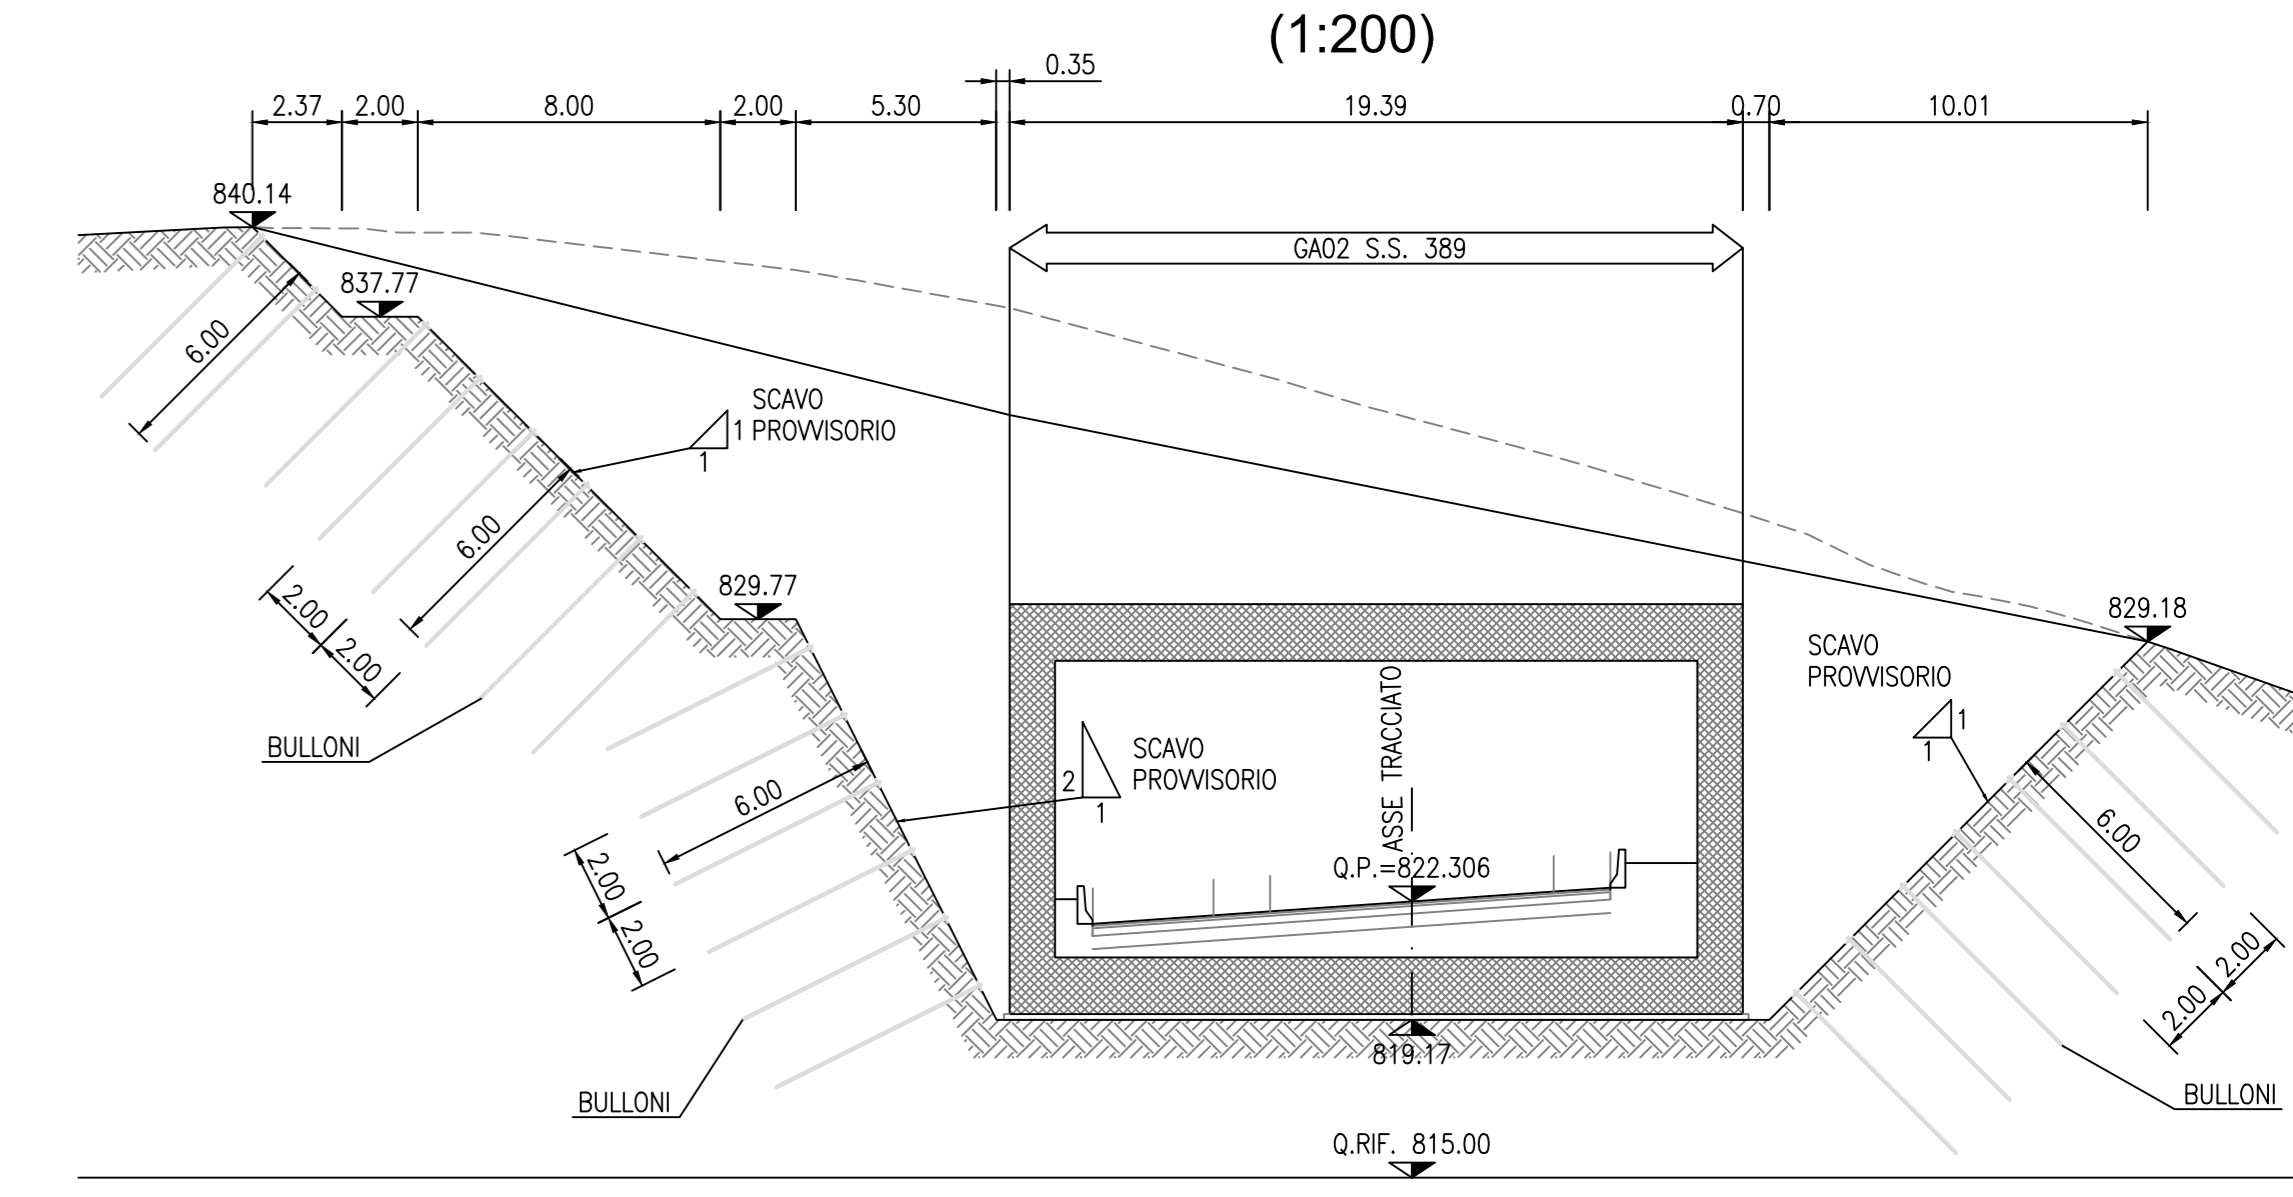 (1:200)
0.35
2.37
2.00
8.00
2.00
5.30
19.39
0.70
10.01
840.14
GA02 S.S. 389
837.77
6.00
SCAVO
PROVVISORIO
1
1
6.00
829.77
829.18
2.00
2.00
SCAVO
PROVVISORIO
1
1
ASSE TRACCIATO
BULLONI
SCAVO
PROVVISORIO
2
1
6.00
6.00
Q.P.=822.306
2.00
2.00
2.00
2.00
819.17
BULLONI
BULLONI
Q.RIF. 815.00